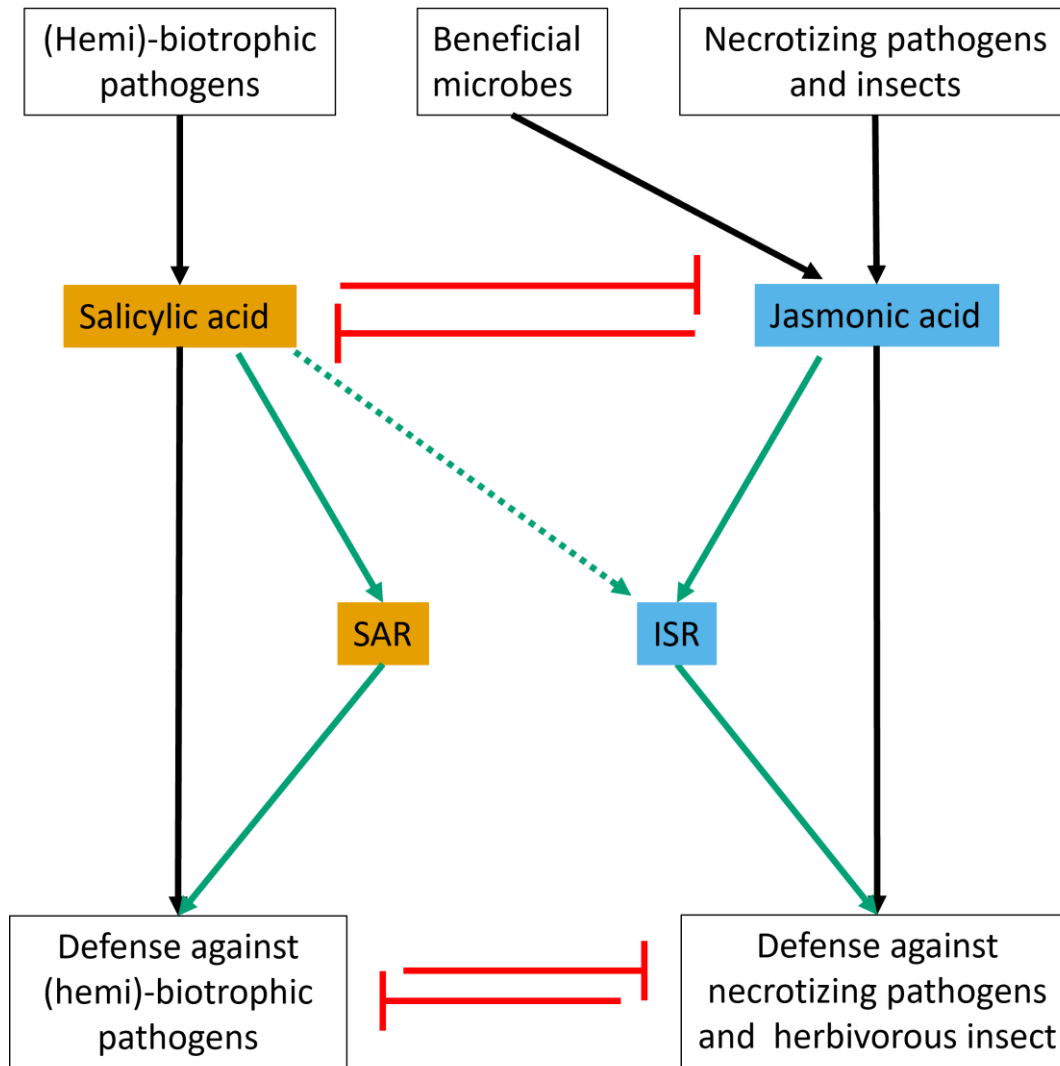 (Hemi)-biotrophic
pathogens
Beneficial
microbes
Necrotizing pathogens
and insects
Salicylic acid
Jasmonic acid
SAR
ISR
Defense against
(hemi)-biotrophic
pathogens
Defense against
necrotizing pathogens
and herbivorous insect